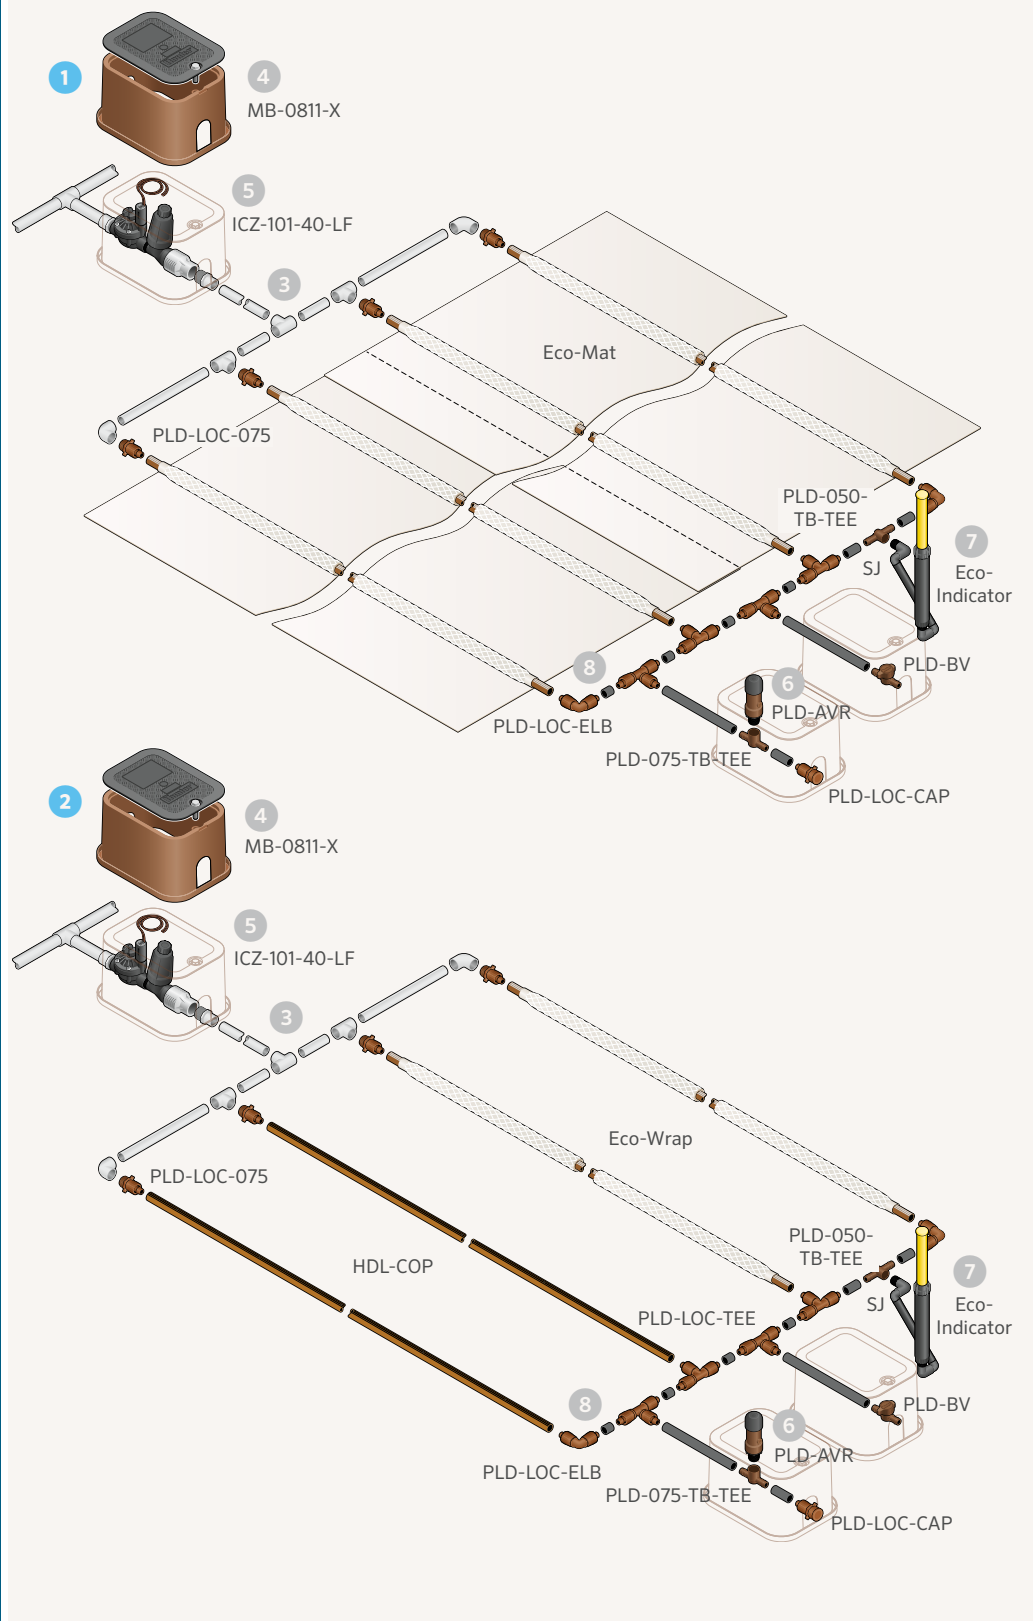 1
4
MB-0811-X
5
ICZ-101-40-LF
3
Eco-Mat
PLD-LOC-075
PLD-050-
TB-TEE
SJ
7
Eco-
Indicator
8
PLD-BV
6
PLD-AVR
PLD-LOC-ELB
PLD-075-TB-TEE
PLD-LOC-CAP
2
4
MB-0811-X
5
ICZ-101-40-LF
3
Eco-Wrap
PLD-LOC-075
PLD-050-
TB-TEE
HDL-COP
7
SJ
Eco-
Indicator
PLD-LOC-TEE
8
PLD-BV
6
PLD-AVR
PLD-LOC-ELB
PLD-075-TB-TEE
PLD-LOC-CAP